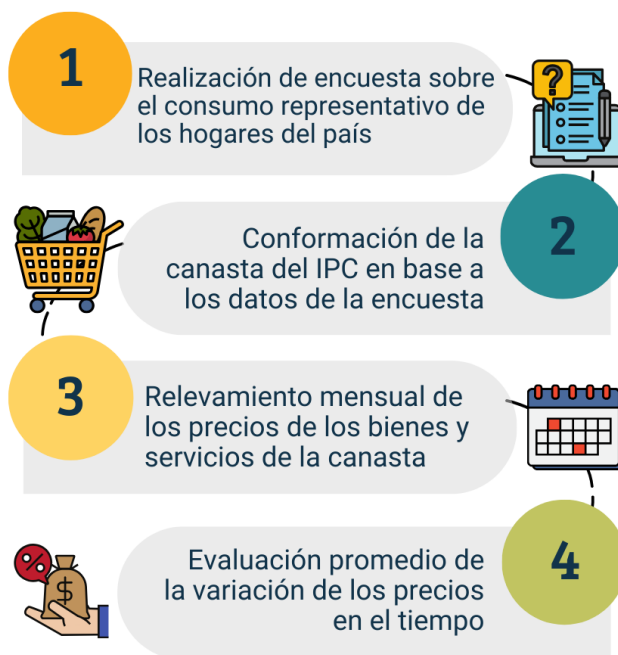 1
Realización de encuesta sobre
el consumo representativo de
los hogares del país
?
2
Conformación de la
canasta del IPC en base a
los datos de la encuesta
3
Relevamiento mensual de
los precios de los bienes y
servicios de la canasta
4
Evaluación promedio de
la variación de los precios
en el tiempo
%
$